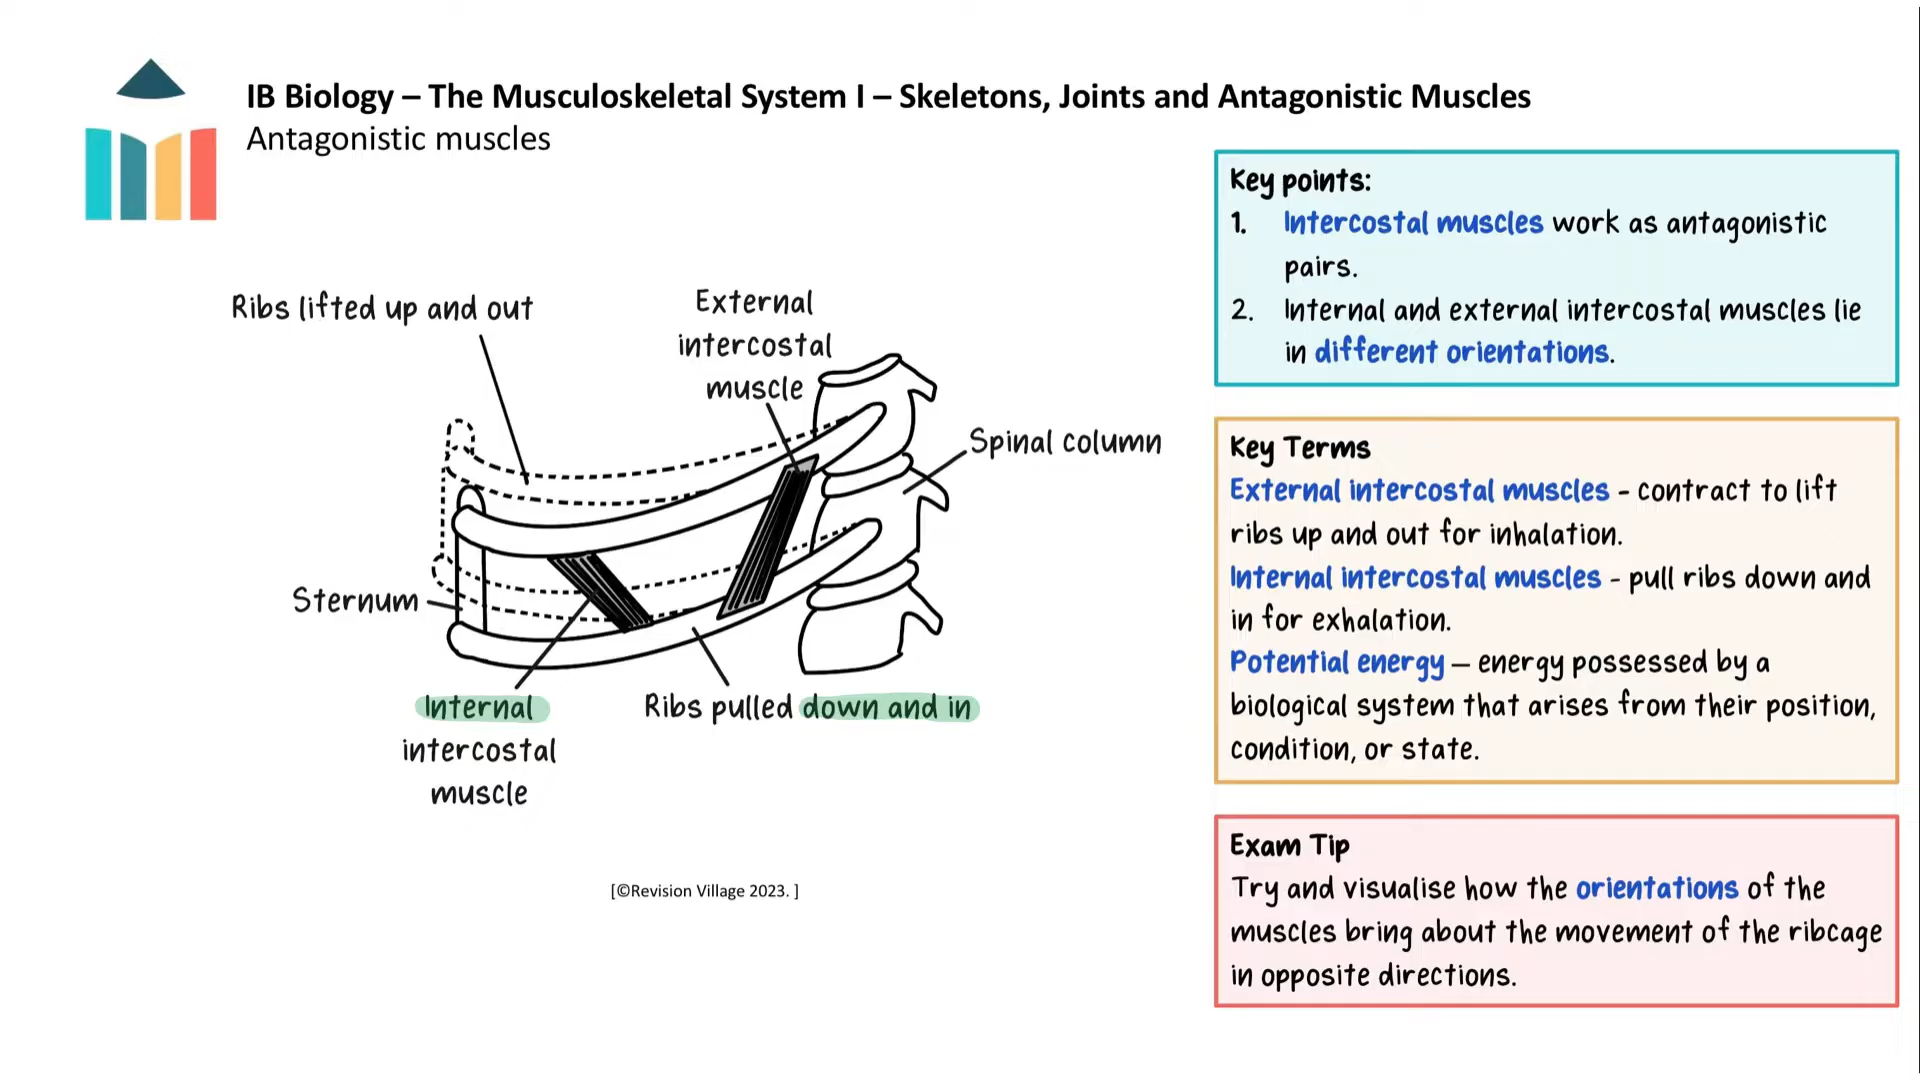 IB Biology – The Musculoskeletal System I – Skeletons, Joints and Antagonistic Muscles
Antagonistic muscles
Ribs lifted up and out
External
intercostal
muscle
Spinal column
Sternum
Internal
intercostal
muscle
Ribs pulled down and in
[©Revision Village 2023. ]
Key points:
1. Intercostal muscles work as antagonistic
pairs.
2. Internal and external intercostal muscles lie
in different orientations.
Key Terms
External intercostal muscles - contract to lift
ribs up and out for inhalation.
Internal intercostal muscles - pull ribs down and
in for exhalation.
Potential energy – energy possessed by a
biological system that arises from their position,
condition, or state.
Exam Tip
Try and visualise how the orientations of the
muscles bring about the movement of the ribcage
in opposite directions.